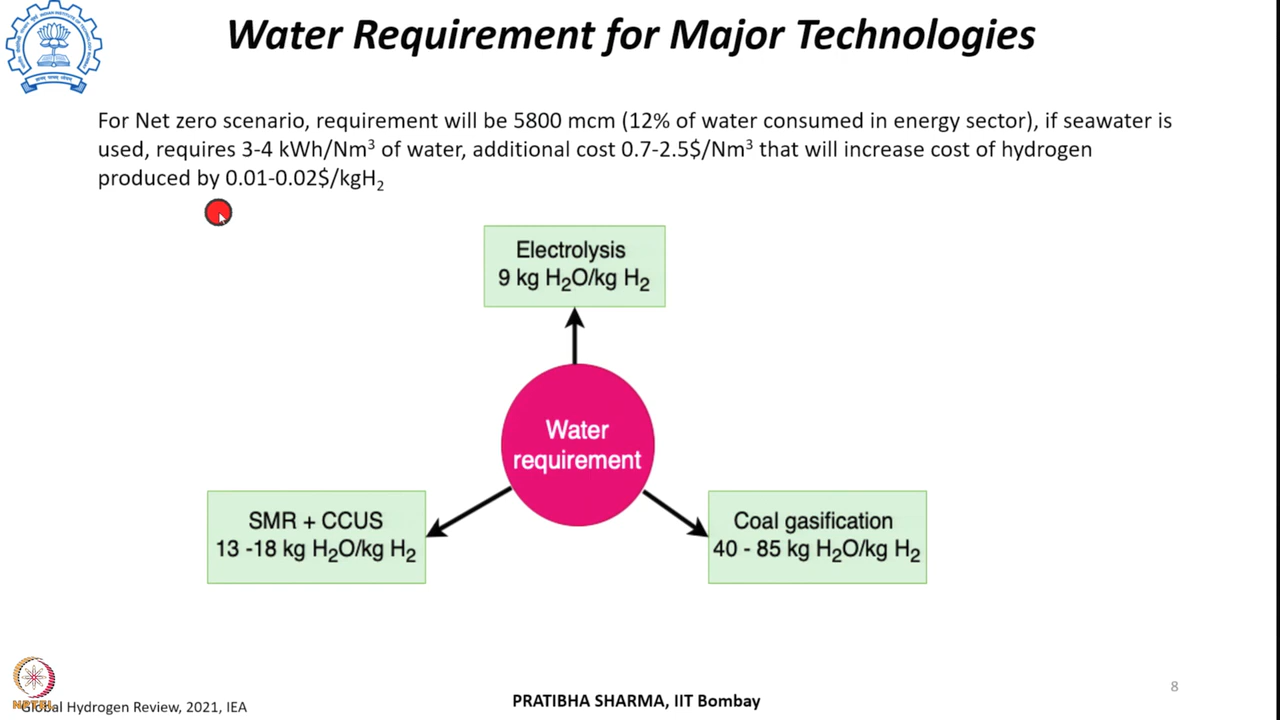 Water Requirement for Major Technologies
For Net zero scenario, requirement will be 5800 mcm (12% of water consumed in energy sector), if seawater is
used, requires 3-4 kWh/Nm³ of water, additional cost 0.7-2.5$/Nm³ that will increase cost of hydrogen
produced by 0.01-0.02$/kgH₂
Electrolysis
9 kg H₂O/kg H₂
Water
requirement
SMR + CCUS
13 -18 kg H₂O/kg H₂
Coal gasification
40 - 85 kg H₂O/kg H₂
8
NPTEL
Global Hydrogen Review, 2021, IEA
PRATIBHA SHARMA, IIT Bombay